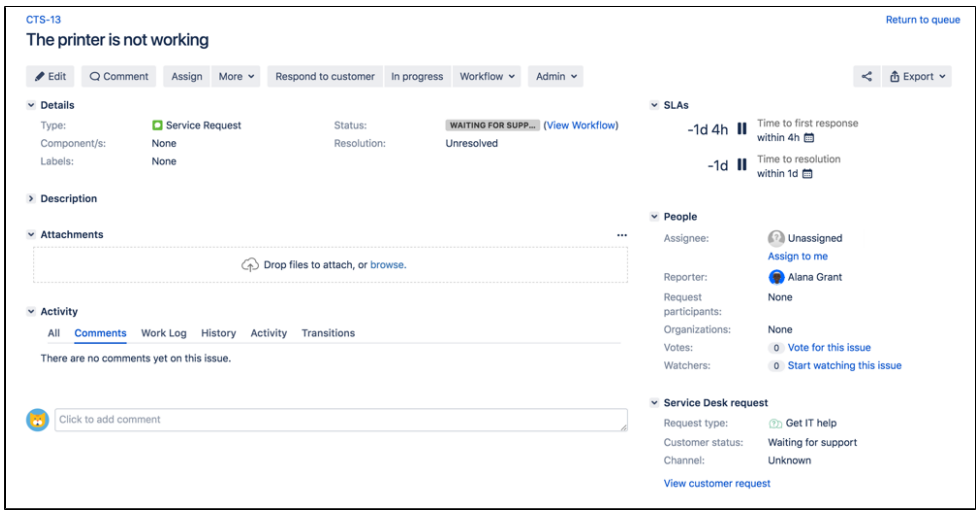 CTS-13
Return to queue
The printer is not working
Edit Comment Assign More Respond to customer In progress Workflow Admin Export
Details
Type: Service Request Status: WAITING FOR SUPP... (View Workflow)
Component/s: None Resolution: Unresolved
Labels: None
Description
Attachments
Drop files to attach, or browse.
Activity
All Comments Work Log History Activity Transitions
There are no comments yet on this issue.
Click to add comment
SLAs
-1d 4h Time to first response
within 4h
-1d Time to resolution
within 1d
People
Assignee: Unassigned
Assign to me
Reporter: Alana Grant
Request None
participants:
Organizations: None
Votes: 0 Vote for this issue
Watchers: 0 Start watching this issue
Service Desk request
Request type: Get IT help
Customer status: Waiting for support
Channel: Unknown
View customer request